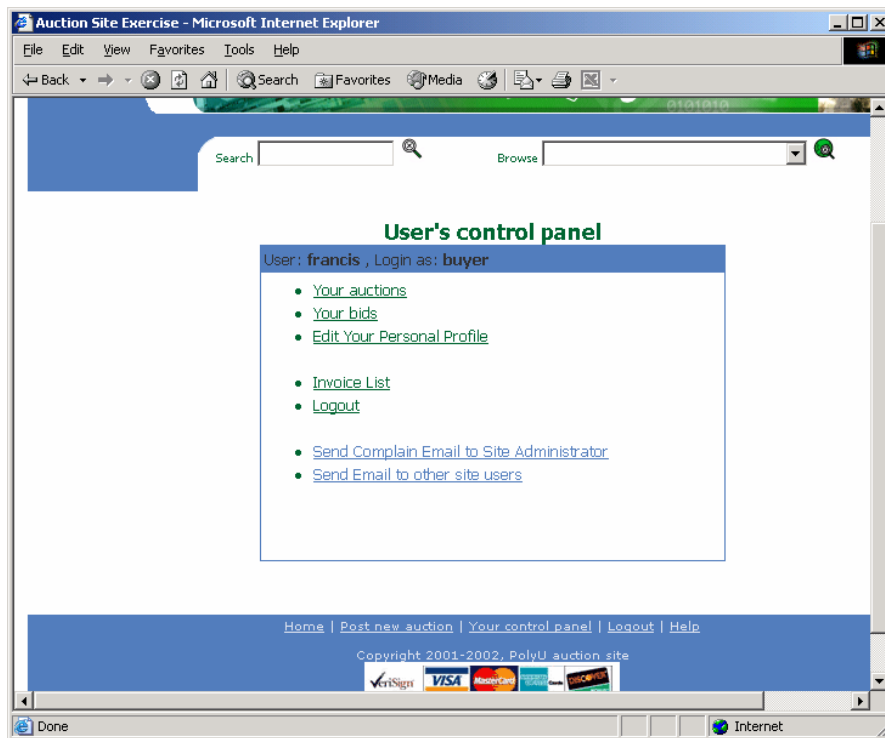 Auction Site Exercise - Microsoft Internet Explorer
File Edit View Favorites Tools Help
Back Search Favorites Media
0101010
Search Browse
User's control panel
User: francis , Login as: buyer
Your auctions
Your bids
Edit Your Personal Profile
Invoice List
Logout
Send Complain Email to Site Administrator
Send Email to other site users
Home | Post new auction | Your control panel | Logout | Help
Copyright 2001-2002, PolyU auction site
VeriSign VISA MasterCard Cards DISCOVER
Done Internet